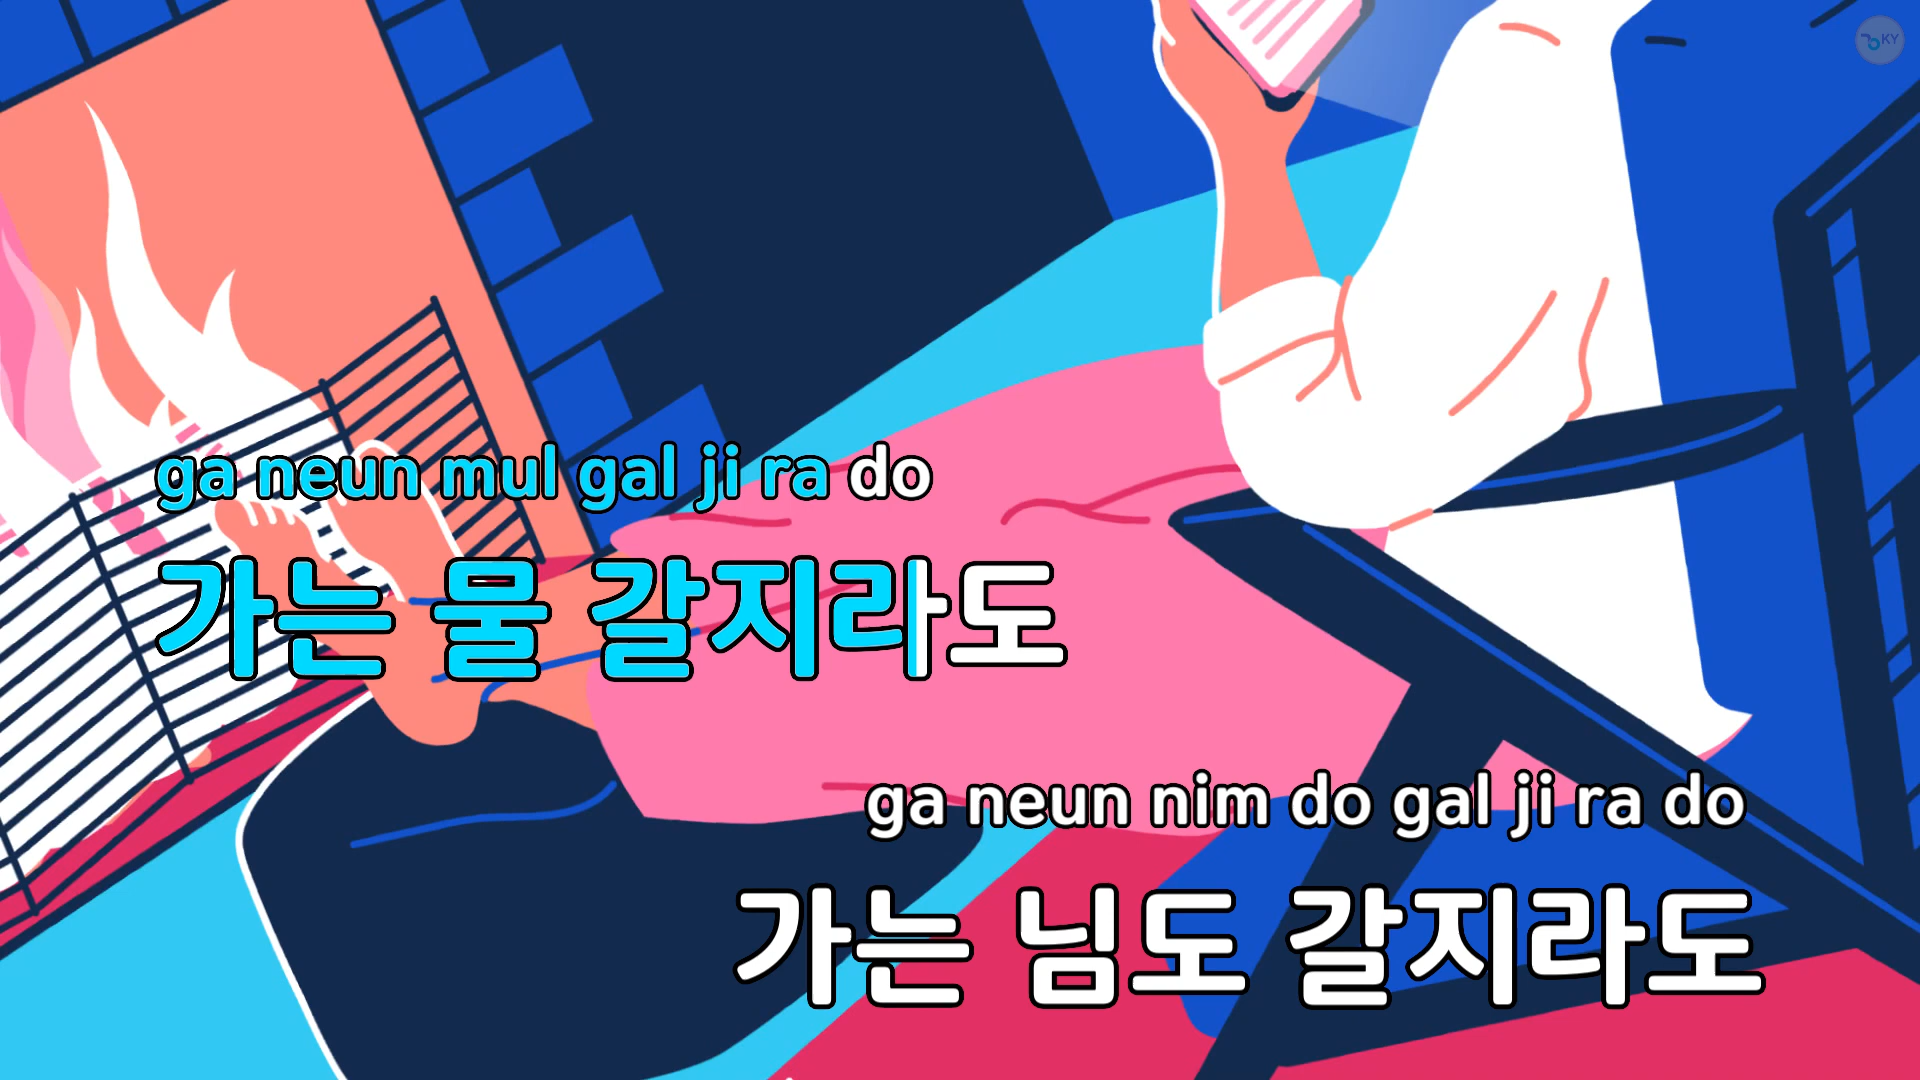 KY
ga neun mul gal ji ra do
가는 물 갈지라도
ga neun nim do gal ji ra do
가는 님도 갈지라도